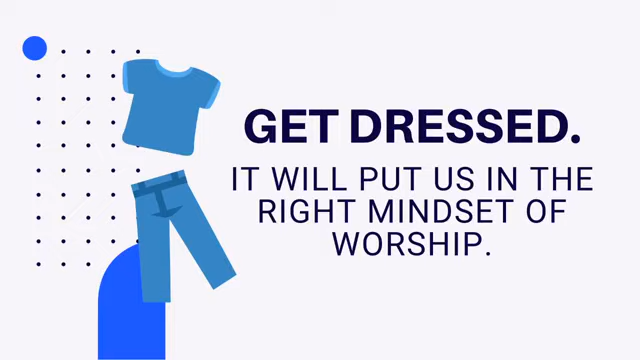 GET DRESSED.
IT WILL PUT US IN THE
RIGHT MINDSET OF
WORSHIP.